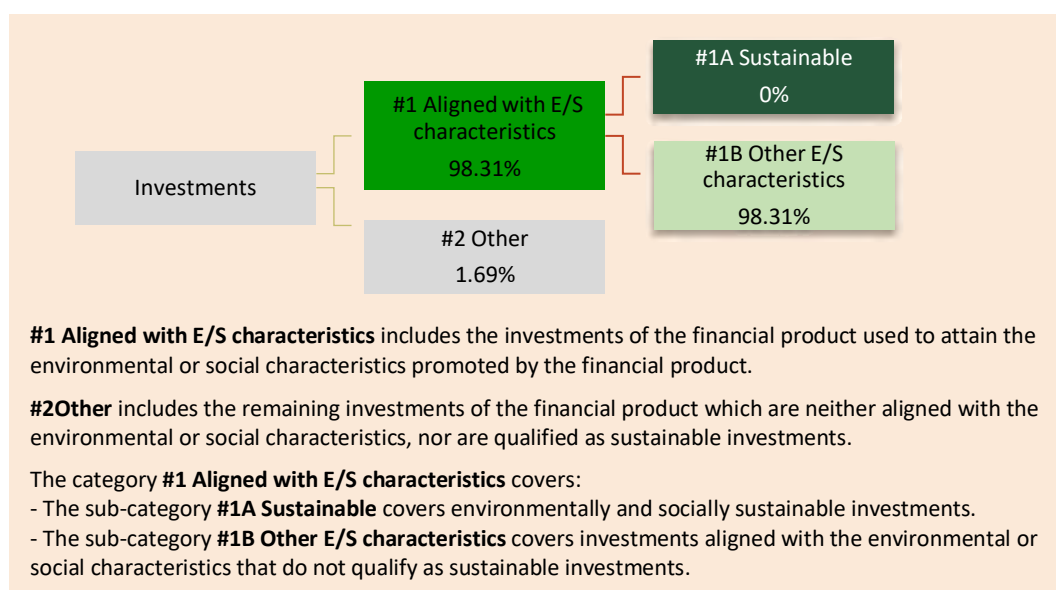 #1A Sustainable
0%
#1 Aligned with E/S
characteristics
98.31%
#1B Other E/S
characteristics
98.31%
Investments
#2 Other
1.69%
#1 Aligned with E/S characteristics includes the investments of the financial product used to attain the
environmental or social characteristics promoted by the financial product.
#2Other includes the remaining investments of the financial product which are neither aligned with the
environmental or social characteristics, nor are qualified as sustainable investments.
The category #1 Aligned with E/S characteristics covers:
- The sub-category #1A Sustainable covers environmentally and socially sustainable investments.
- The sub-category #1B Other E/S characteristics covers investments aligned with the environmental or
social characteristics that do not qualify as sustainable investments.